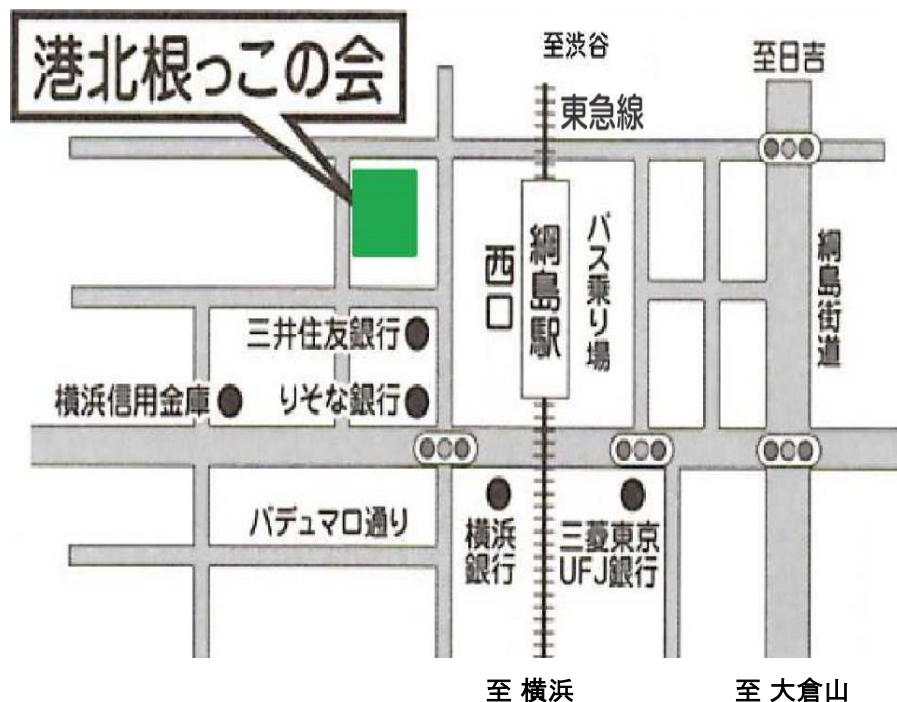 港北根っこの会
至渋谷
東急線
至日吉
綱島駅
西口
バス乗り場
綱島街道
三井住友銀行
横浜信用金庫
りそな銀行
パデュマロ通り
横浜
銀行
三菱東京
UFJ銀行
至 横浜
至 大倉山